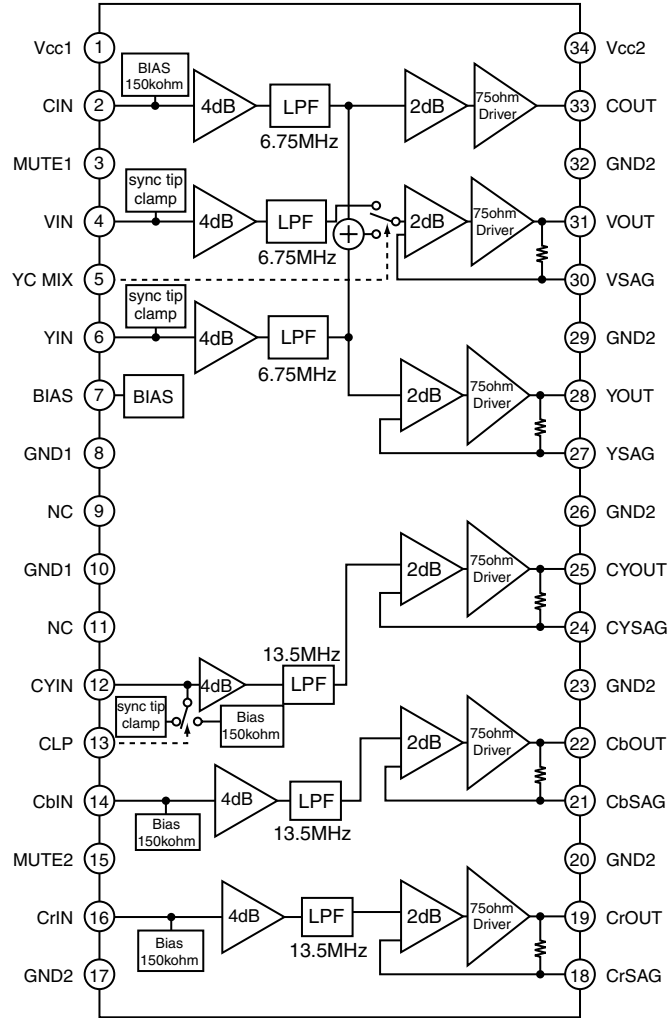 Vcc1
1
BIAS
150kohm
34
Vcc2
CIN
2
4dB
LPF
6.75MHz
2dB
75ohm
Driver
33
COUT
MUTE1
3
32
GND2
sync tip
clamp
VIN
4
4dB
LPF
6.75MHz
2dB
75ohm
Driver
31
VOUT
YC MIX
5
30
VSAG
sync tip
clamp
YIN
6
4dB
LPF
6.75MHz
29
GND2
BIAS
7
BIAS
2dB
75ohm
Driver
28
YOUT
GND1
8
27
YSAG
NC
9
26
GND2
GND1
10
2dB
75ohm
Driver
25
CYOUT
NC
11
24
CYSAG
13.5MHz
CYIN
12
4dB
LPF
23
GND2
sync tip
clamp
Bias
150kohm
CLP
13
2dB
75ohm
Driver
22
CbOUT
CbIN
14
4dB
LPF
13.5MHz
21
CbSAG
Bias
150kohm
MUTE2
15
20
GND2
CrIN
16
4dB
LPF
13.5MHz
2dB
75ohm
Driver
19
CrOUT
Bias
150kohm
GND2
17
18
CrSAG